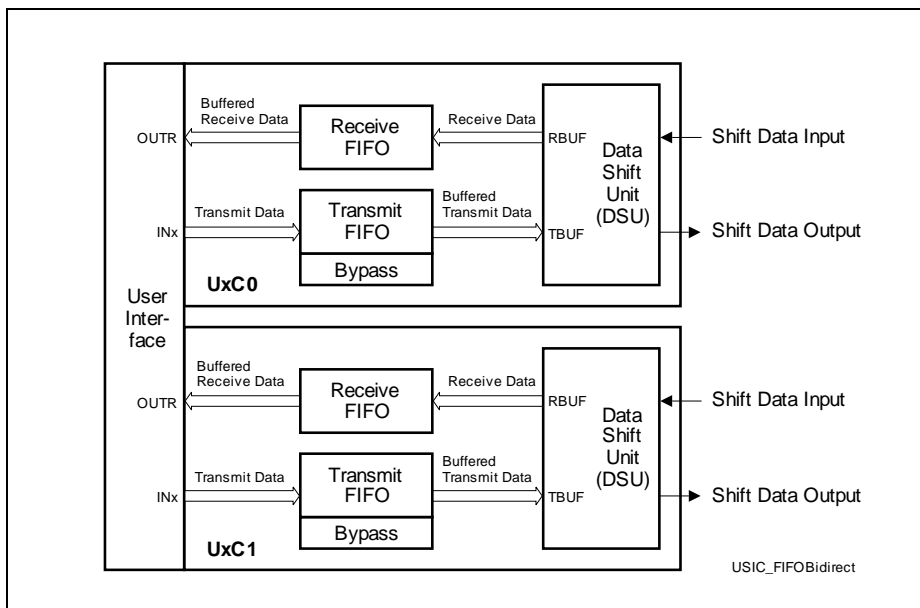 Buffered
Receive Data
Receive Data
OUTR
Receive
FIFO
RBUF
Shift Data Input
Data
Shift
Unit
(DSU)
Transmit Data
Buffered
Transmit Data
INx
Transmit
FIFO
TBUF
Shift Data Output
Bypass
UxC0
User
Inter-
face
Buffered
Receive Data
Receive Data
OUTR
Receive
FIFO
RBUF
Shift Data Input
Data
Shift
Unit
(DSU)
Transmit Data
Buffered
Transmit Data
INx
Transmit
FIFO
TBUF
Shift Data Output
Bypass
UxC1
USIC_FIFOBidirect